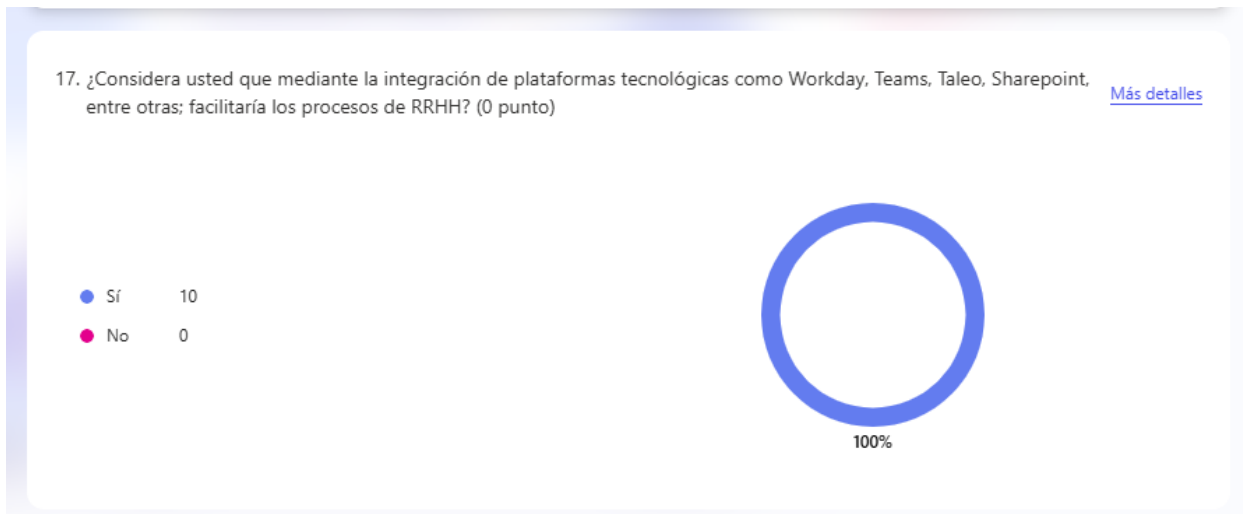 17. ¿Considera usted que mediante la integración de plataformas tecnológicas como Workday, Teams, Taleo, Sharepoint,
entre otras; facilitaría los procesos de RRHH? (0 punto)
Más detalles
Sí 10
No 0
100%